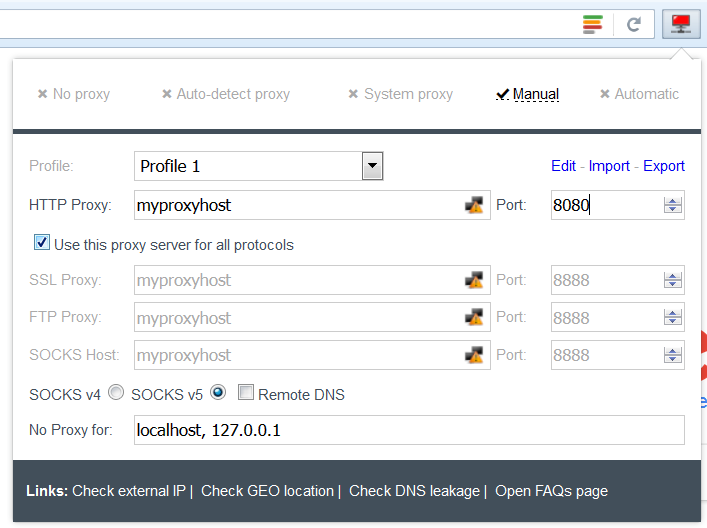 No proxy Auto-detect proxy System proxy Manual Automatic
Profile: Profile 1 Edit - Import - Export
HTTP Proxy: myproxyhost Port: 8080
Use this proxy server for all protocols
SSL Proxy: myproxyhost Port: 8888
FTP Proxy: myproxyhost Port: 8888
SOCKS Host: myproxyhost Port: 8888
SOCKS v4 SOCKS v5 Remote DNS
No Proxy for: localhost, 127.0.0.1
Links: Check external IP | Check GEO location | Check DNS leakage | Open FAQs page